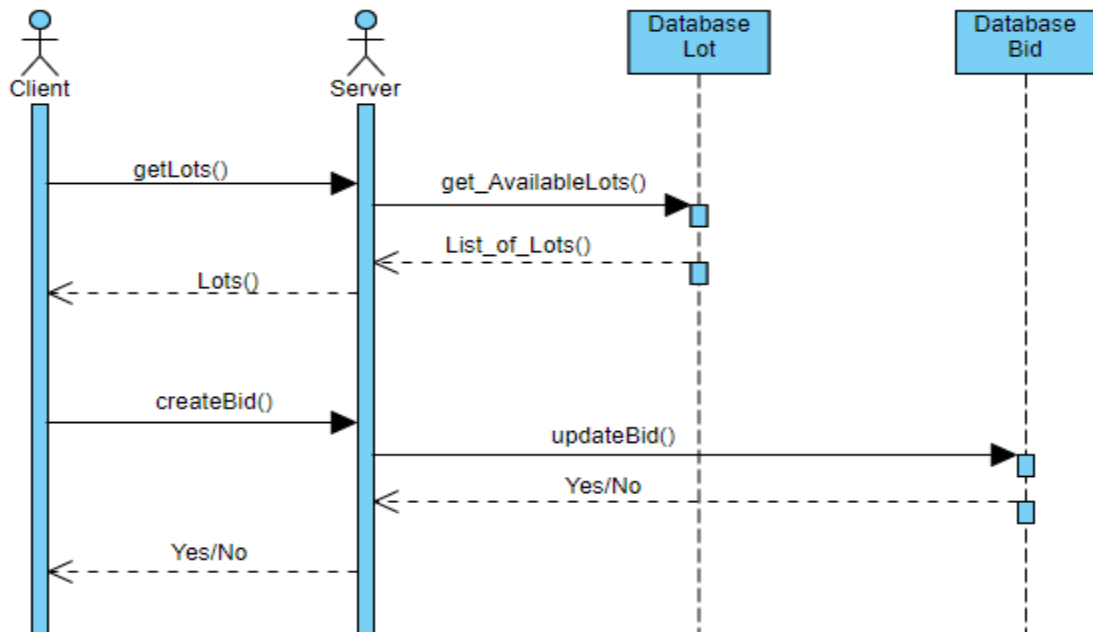 Database
Lot
Database
Bid
Client
Server
getLots()
get_AvailableLots()
List_of_Lots()
Lots()
createBid()
updateBid()
Yes/No
Yes/No